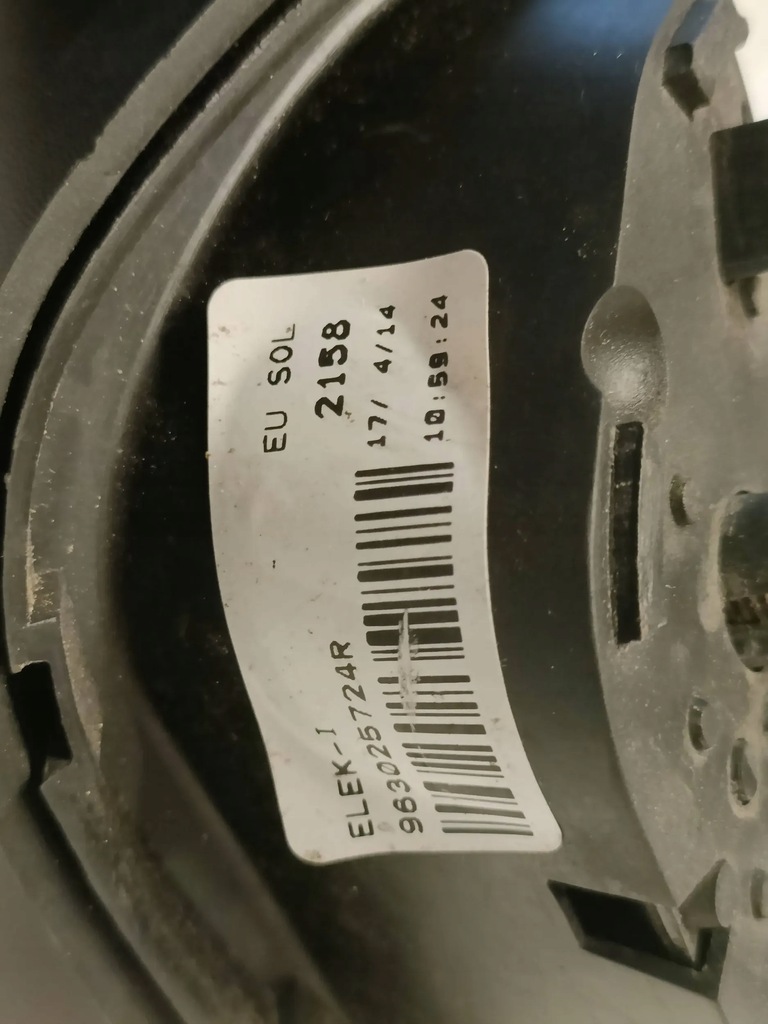 EU SOL
2158
17/ 4/14
10:59:24
ELEK-I
963025724R